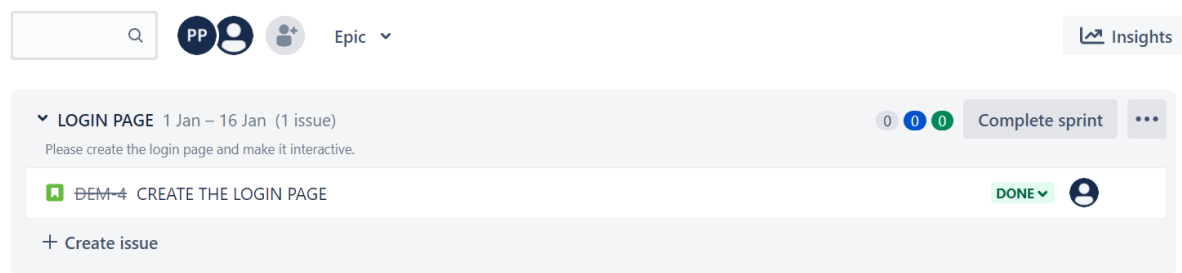 PP Epic Insights
LOGIN PAGE 1 Jan – 16 Jan (1 issue) 0 0 0 Complete sprint
Please create the login page and make it interactive.
DEM-4 CREATE THE LOGIN PAGE DONE
+ Create issue